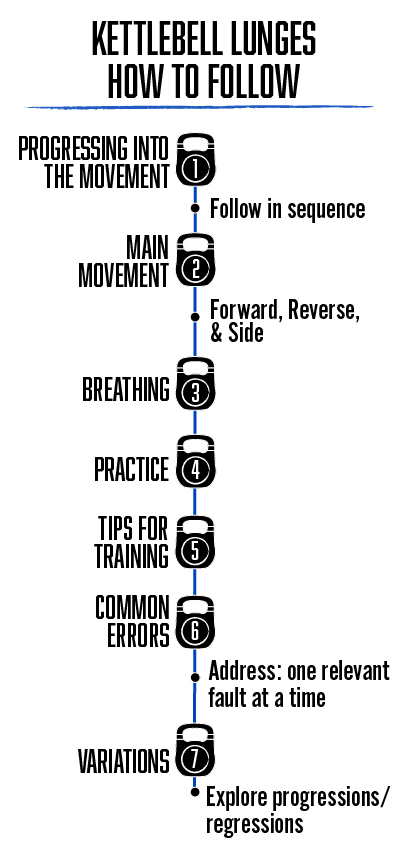 KETTLEBELL LUNGES
HOW TO FOLLOW
PROGRESSING INTO
THE MOVEMENT
1
Follow in sequence
MAIN
MOVEMENT
2
Forward, Reverse,
& Side
BREATHING
3
PRACTICE
4
TIPS FOR
TRAINING
5
COMMON
ERRORS
6
Address: one relevant
fault at a time
VARIATIONS
7
Explore progressions/
regressions